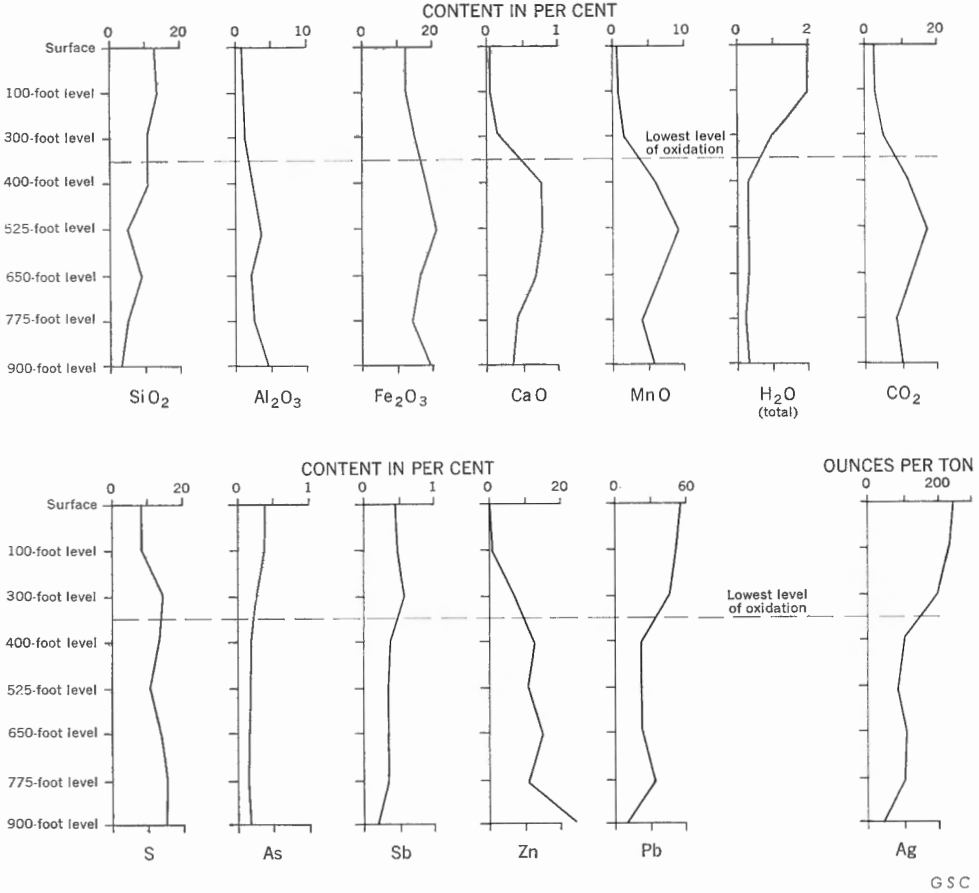 CONTENT IN PER CENT
0 20 0 10 0 20 0 1 0 10 0 2 0 20
Surface
100-foot level
300-foot level
Lowest level
of oxidation
400-foot level
525-foot level
650-foot level
775-foot level
900-foot level
SiO2 Al2O3 Fe2O3 CaO MnO H2O CO2
(total)
CONTENT IN PER CENT OUNCES PER TON
0 20 0 1 0 1 0 20 0 60 0 200
Surface
100-foot level
300-foot level
Lowest level
of oxidation
400-foot level
525-foot level
650-foot level
775-foot level
900-foot level
S As Sb Zn Pb Ag
GSC